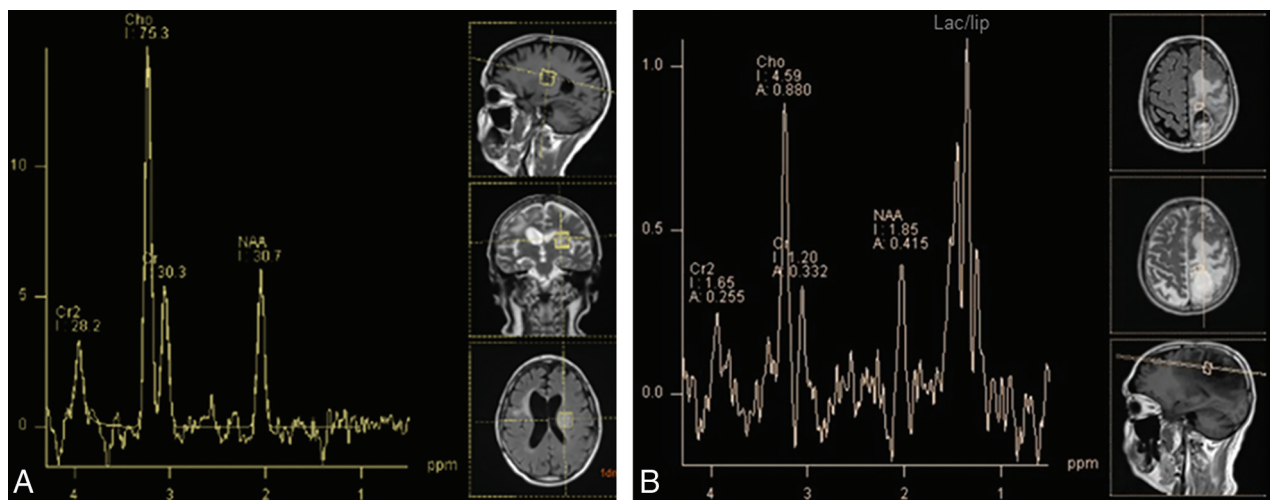 Cho
I : 75.3
10
Cr 30.3
NAA
I : 30.7
5
Cr2
I : 28.2
0
ppm
4
3
2
1
A
Lac/lip
1.0
Cho
I : 4.59
A: 0.880
0.5
NAA
I : 1.85
A: 0.415
Cr
I : 1.20
A: 0.332
Cr2
I : 1.65
A: 0.255
0.0
ppm
4
3
2
1
B